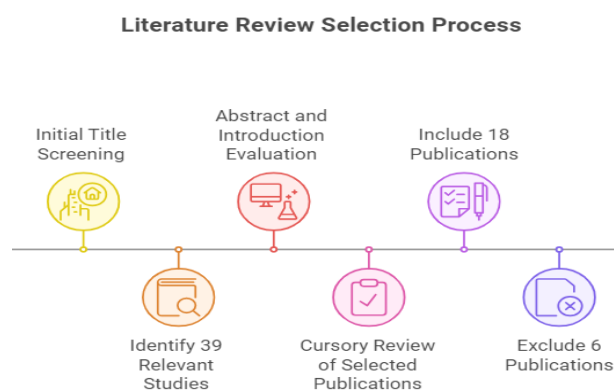 Literature Review Selection Process
Initial Title
Screening
Identify 39
Relevant
Studies
Abstract and
Introduction
Evaluation
Cursory Review
of Selected
Publications
Include 18
Publications
Exclude 6
Publications